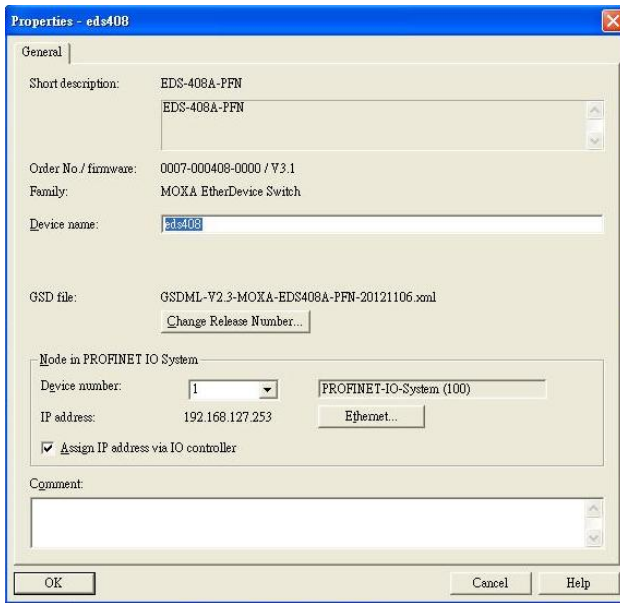 Properties - eds408
General
Short description: EDS-408A-PFN
EDS-408A-PFN
Order No./ firmware: 0007-000408-0000 / V3.1
Family: MOXA EtherDevice Switch
Device name: eds408
GSD file: GSDML-V2.3-MOXA-EDS408A-PFN-20121106.xml
Change Release Number...
Node in PROFINET IO System
Device number: 1 PROFINET-IO-System (100)
IP address: 192.168.127.253 Ethernet...
Assign IP address via IO controller
Comment:
OK Cancel Help